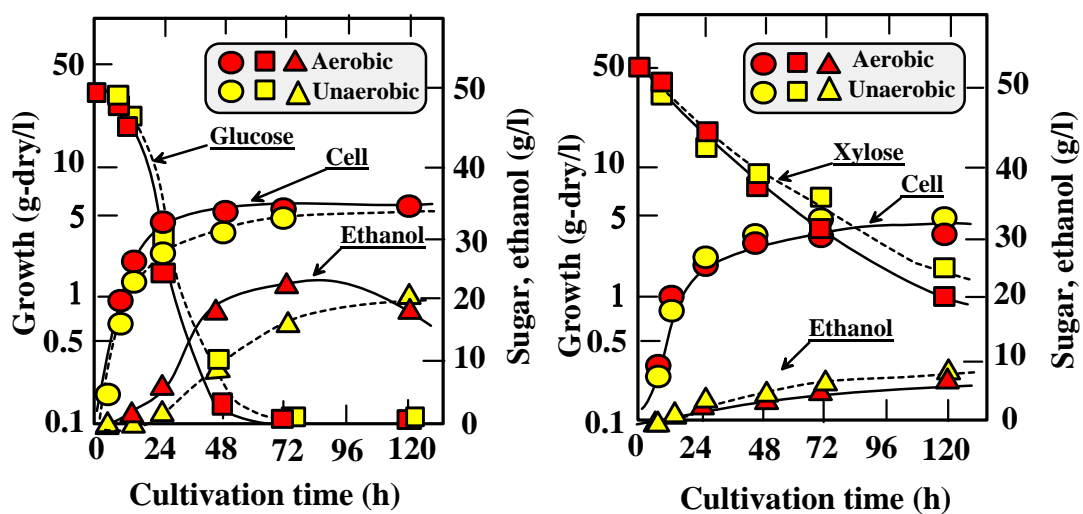 Aerobic
Unaerobic
Glucose
Cell
Ethanol
Growth (g-dry/l)
50
10
5
1
0.5
0.1
Sugar, ethanol (g/l)
50
40
30
20
10
0
0 24 48 72 96 120
Cultivation time (h)
Aerobic
Unaerobic
Xylose
Cell
Ethanol
Growth (g-dry/l)
50
10
5
1
0.5
0.1
Sugar, ethanol (g/l)
50
40
30
20
10
0
0 24 48 72 96 120
Cultivation time (h)